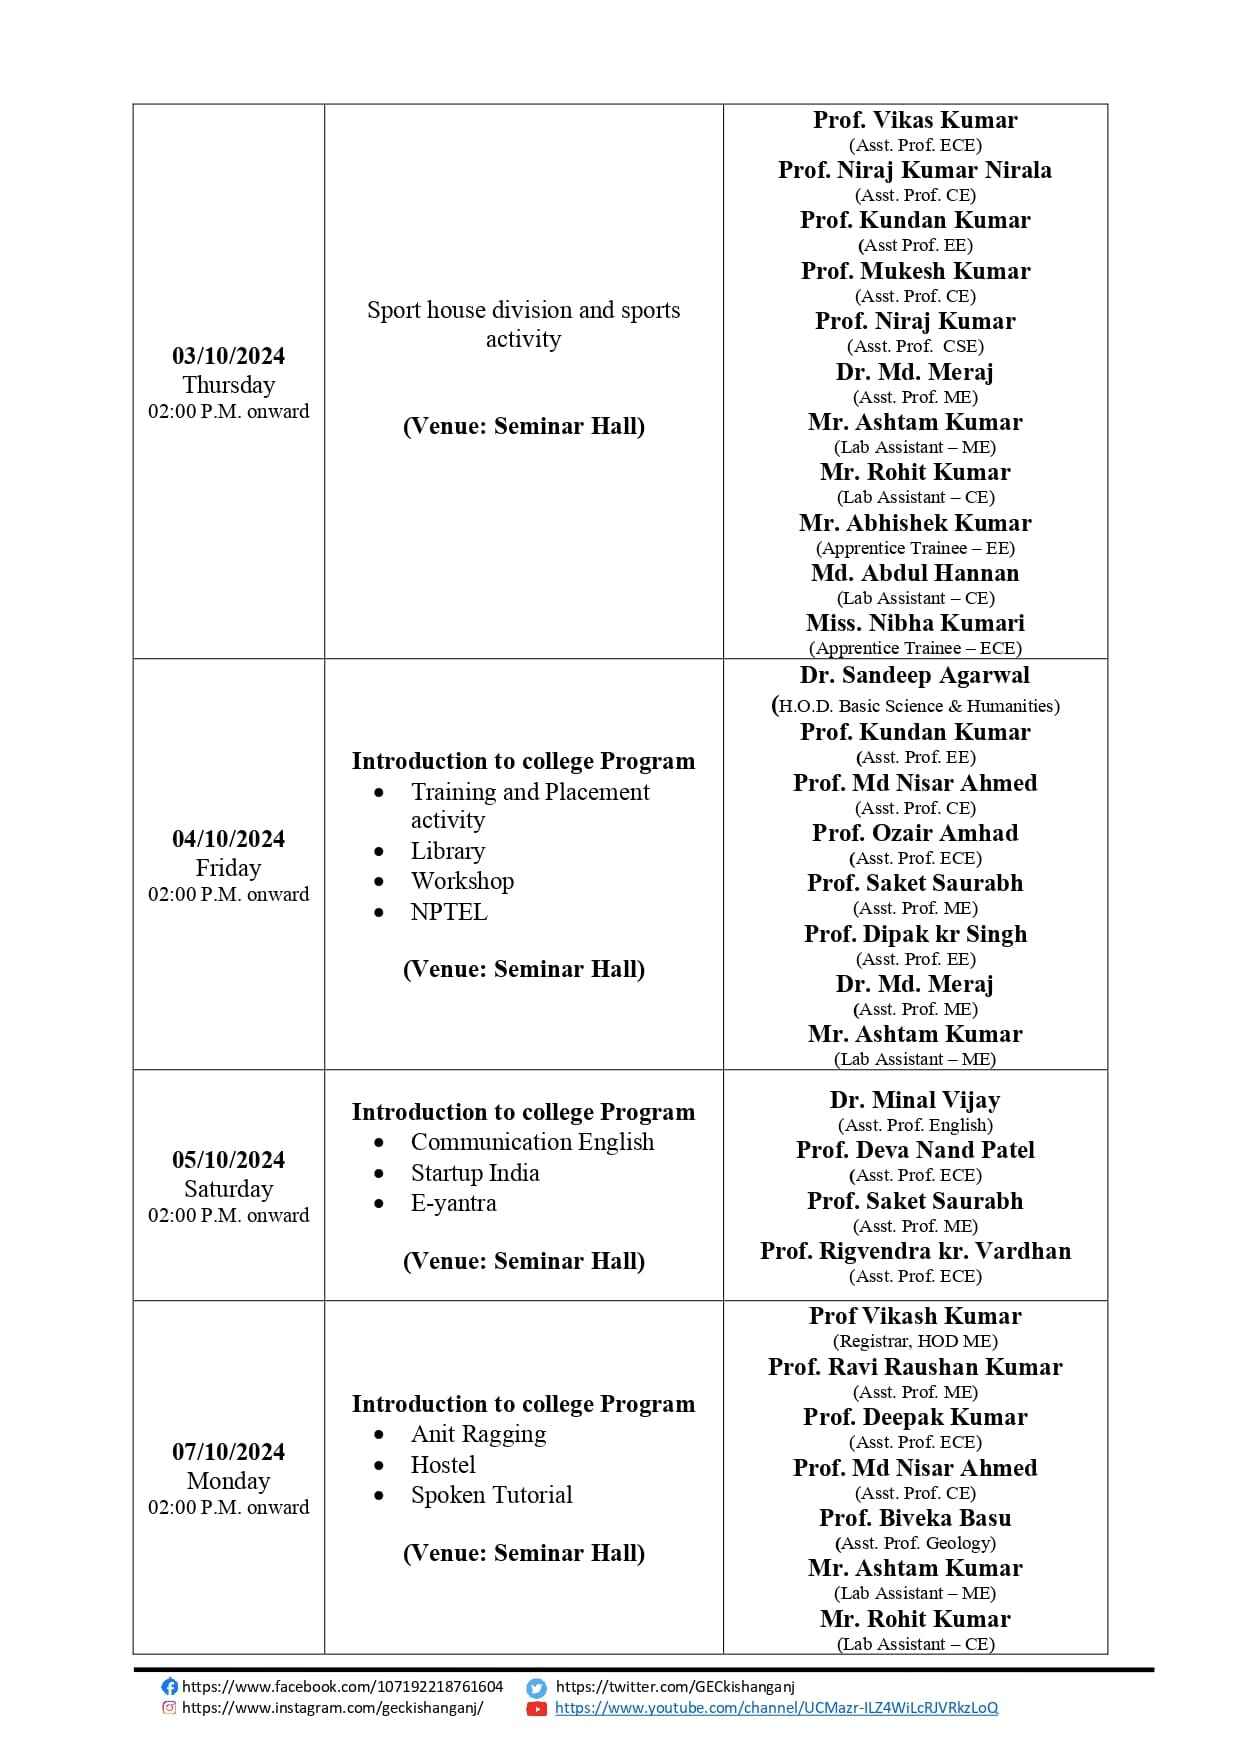 03/10/2024
Thursday
02:00 P.M. onward
Sport house division and sports
activity
(Venue: Seminar Hall)
Prof. Vikas Kumar
(Asst. Prof. ECE)
Prof. Niraj Kumar Nirala
(Asst. Prof. CE)
Prof. Kundan Kumar
(Asst Prof. EE)
Prof. Mukesh Kumar
(Asst. Prof. CE)
Prof. Niraj Kumar
(Asst. Prof.  CSE)
Dr. Md. Meraj
(Asst. Prof. ME)
Mr. Ashtam Kumar
(Lab Assistant – ME)
Mr. Rohit Kumar
(Lab Assistant – CE)
Mr. Abhishek Kumar
(Apprentice Trainee – EE)
Md. Abdul Hannan
(Lab Assistant – CE)
Miss. Nibha Kumari
(Apprentice Trainee – ECE)
04/10/2024
Friday
02:00 P.M. onward
Introduction to college Program
• Training and Placement
activity
• Library
• Workshop
• NPTEL
(Venue: Seminar Hall)
Dr. Sandeep Agarwal
(H.O.D. Basic Science & Humanities)
Prof. Kundan Kumar
(Asst. Prof. EE)
Prof. Md Nisar Ahmed
(Asst. Prof. CE)
Prof. Ozair Amhad
(Asst. Prof. ECE)
Prof. Saket Saurabh
(Asst. Prof. ME)
Prof. Dipak kr Singh
(Asst. Prof. EE)
Dr. Md. Meraj
(Asst. Prof. ME)
Mr. Ashtam Kumar
(Lab Assistant – ME)
05/10/2024
Saturday
02:00 P.M. onward
Introduction to college Program
• Communication English
• Startup India
• E-yantra
(Venue: Seminar Hall)
Dr. Minal Vijay
(Asst. Prof. English)
Prof. Deva Nand Patel
(Asst. Prof. ECE)
Prof. Saket Saurabh
(Asst. Prof. ME)
Prof. Rigvendra kr. Vardhan
(Asst. Prof. ECE)
07/10/2024
Monday
02:00 P.M. onward
Introduction to college Program
• Anit Ragging
• Hostel
• Spoken Tutorial
(Venue: Seminar Hall)
Prof Vikash Kumar
(Registrar, HOD ME)
Prof. Ravi Raushan Kumar
(Asst. Prof. ME)
Prof. Deepak Kumar
(Asst. Prof. ECE)
Prof. Md Nisar Ahmed
(Asst. Prof. CE)
Prof. Biveka Basu
(Asst. Prof. Geology)
Mr. Ashtam Kumar
(Lab Assistant – ME)
Mr. Rohit Kumar
(Lab Assistant – CE)
https://www.facebook.com/107192218761604 https://twitter.com/GECkishanganj
https://www.instagram.com/geckishanganj/ https://www.youtube.com/channel/UCMazr-ILZ4WiLcRJVRkzLoQ